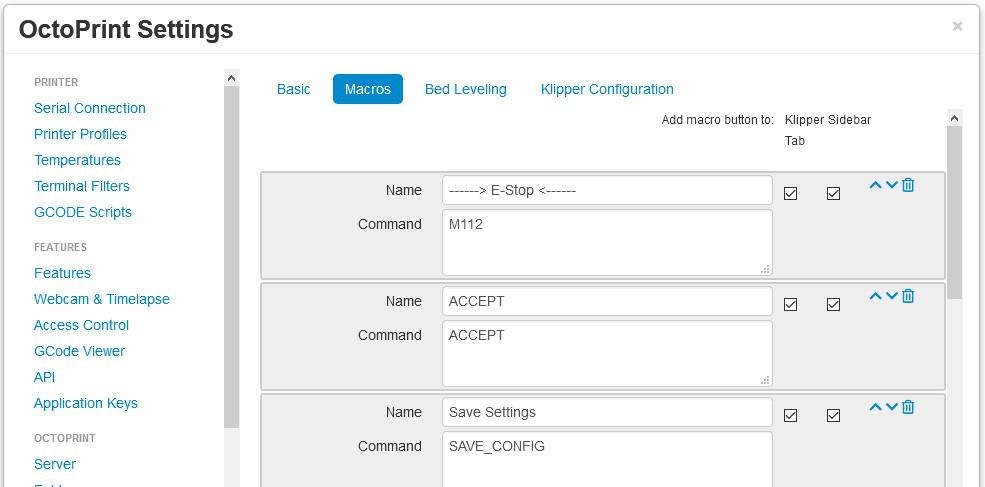 OctoPrint Settings
PRINTER
Serial Connection
Printer Profiles
Temperatures
Terminal Filters
GCODE Scripts
FEATURES
Features
Webcam & Timelapse
Access Control
GCode Viewer
API
Application Keys
OCTOPRINT
Server
Basic Macros Bed Leveling Klipper Configuration
Add macro button to: Klipper Sidebar
Tab
Name ------> E-Stop <------
Command M112
Name ACCEPT
Command ACCEPT
Name Save Settings
Command SAVE_CONFIG